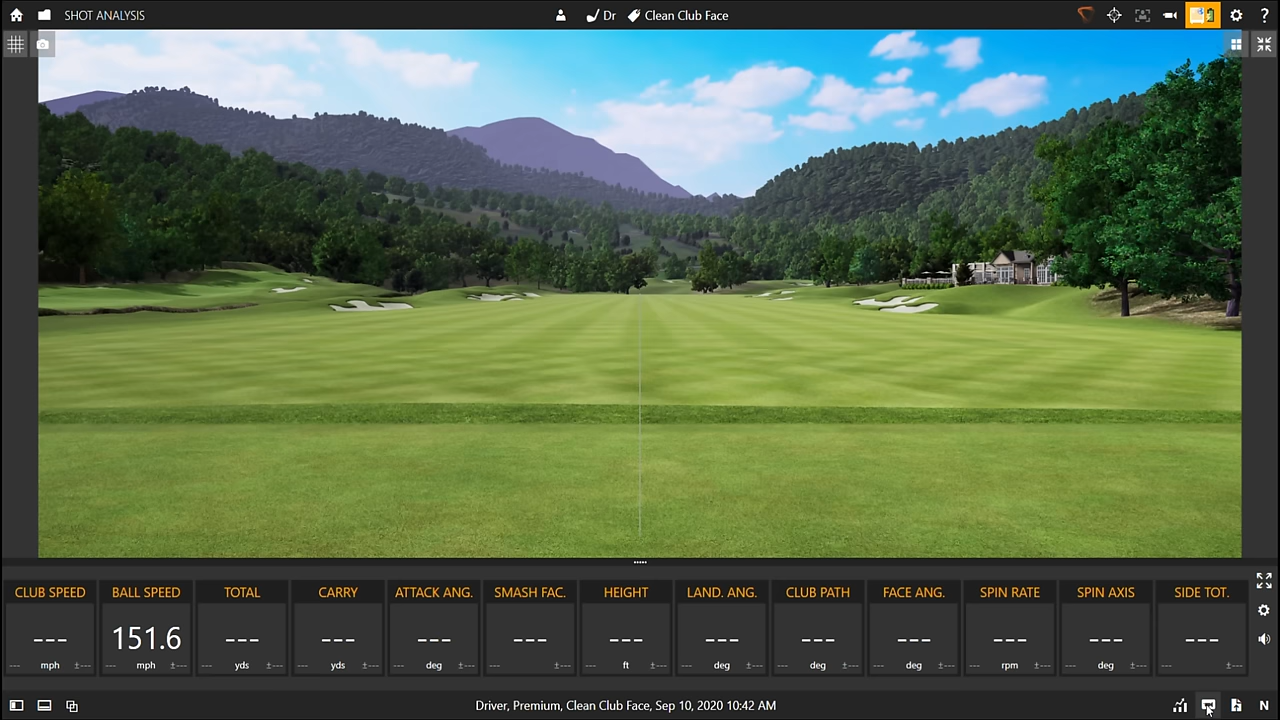 SHOT ANALYSIS
Dr
Clean Club Face
?
CLUB SPEED BALL SPEED TOTAL CARRY ATTACK ANG. SMASH FAC. HEIGHT LAND. ANG. CLUB PATH FACE ANG. SPIN RATE SPIN AXIS SIDE TOT.
--- 151.6 --- --- --- --- --- --- --- --- --- --- ---
--- mph ±--- --- mph ±--- --- yds ±--- --- yds ±--- --- deg ±--- --- ±--- --- ft ±--- --- deg ±--- --- deg ±--- --- deg ±--- --- rpm ±--- --- deg ±--- --- ±---
Driver, Premium, Clean Club Face, Sep 10, 2020 10:42 AM
N